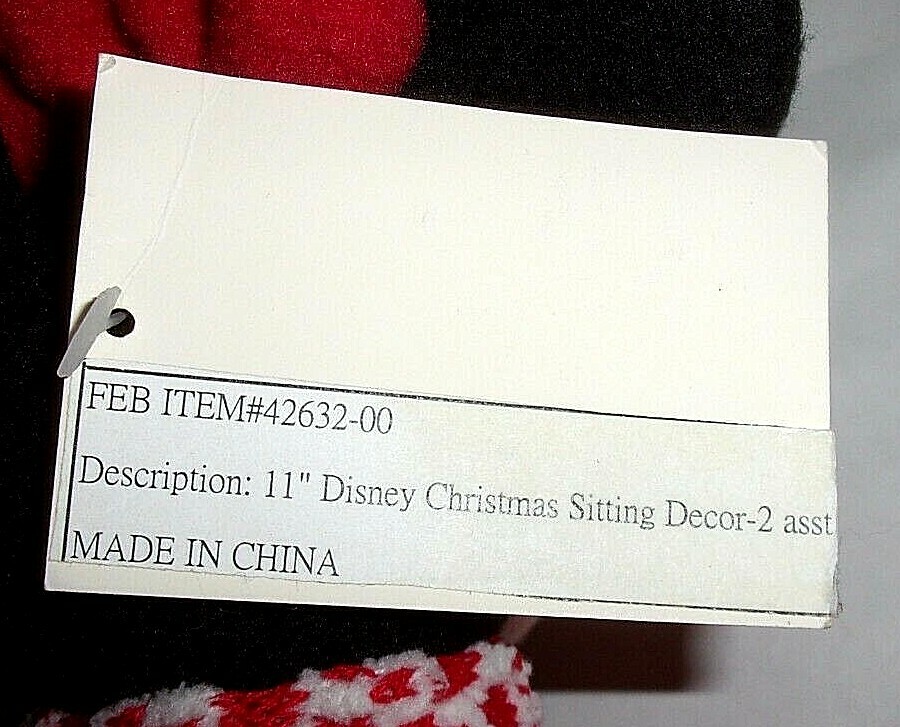 FEB ITEM#42632-00
Description: 11" Disney Christmas Sitting Decor-2 asst
MADE IN CHINA